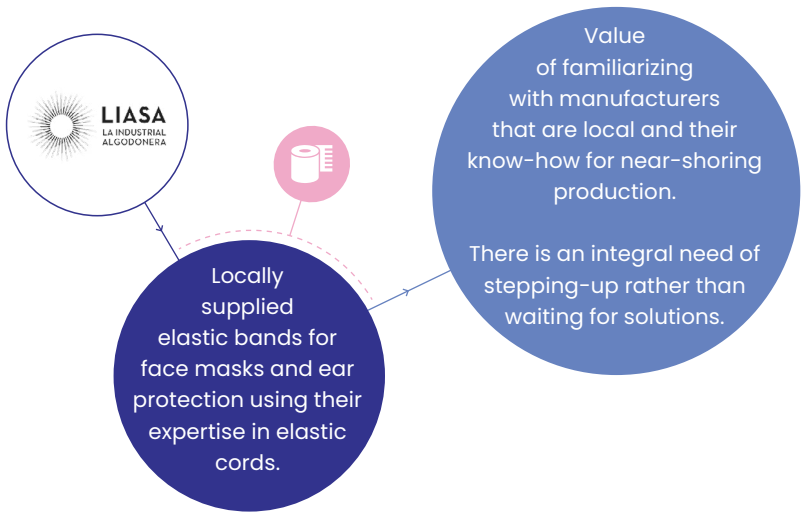 LIASA
LA INDUSTRIAL
ALGODONERA
Locally
supplied
elastic bands for
face masks and ear
protection using their
expertise in elastic
cords.
Value
of familiarizing
with manufacturers
that are local and their
know-how for near-shoring
production.
There is an integral need of
stepping-up rather than
waiting for solutions.